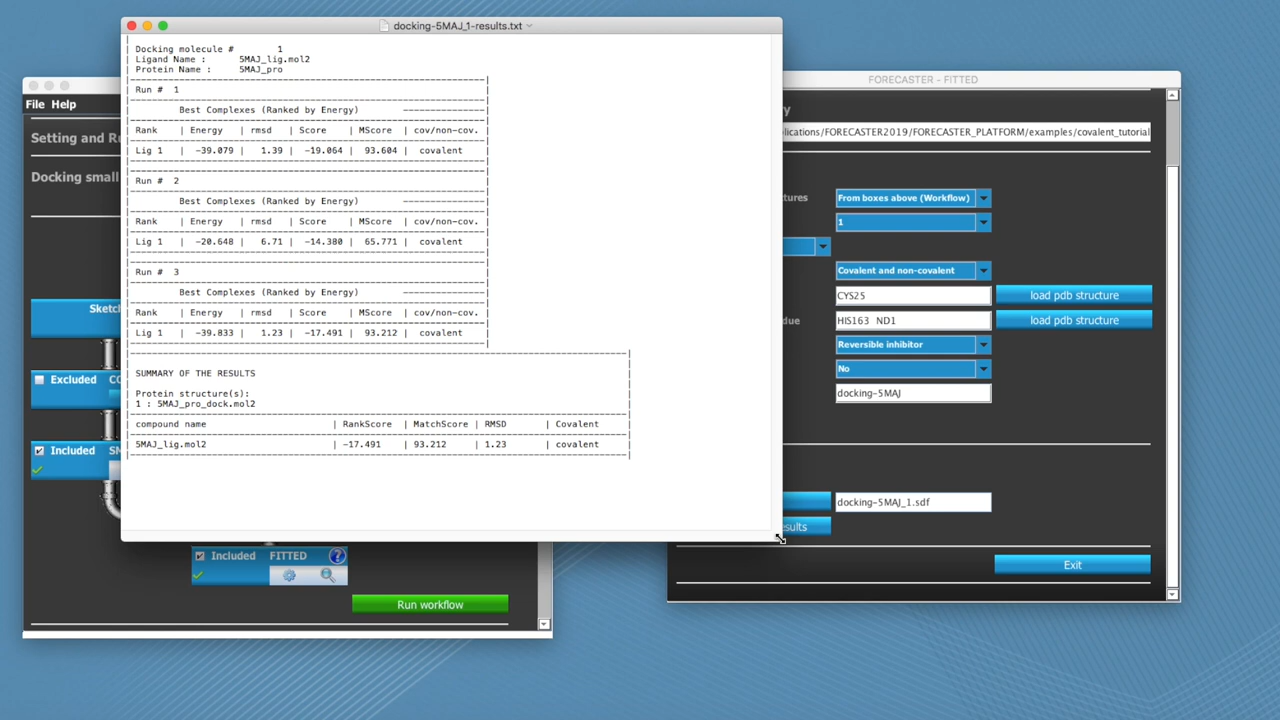 docking-5MAJ_1-results.txt
Docking molecule # 1
Ligand Name : 5MAJ_lig.mol2
Protein Name : 5MAJ_pro
Run # 1
Best Complexes (Ranked by Energy)
Rank | Energy | rmsd | Score | MScore | cov/non-cov.
Lig 1 | -39.079 | 1.39 | -19.064 | 93.604 | covalent
Run # 2
Best Complexes (Ranked by Energy)
Rank | Energy | rmsd | Score | MScore | cov/non-cov.
Lig 1 | -20.648 | 6.71 | -14.380 | 65.771 | covalent
Run # 3
Best Complexes (Ranked by Energy)
Rank | Energy | rmsd | Score | MScore | cov/non-cov.
Lig 1 | -39.833 | 1.23 | -17.491 | 93.212 | covalent
SUMMARY OF THE RESULTS
Protein structure(s):
1 : 5MAJ_pro_dock.mol2
compound name | RankScore | MatchScore | RMSD | Covalent
5MAJ_lig.mol2 | -17.491 | 93.212 | 1.23 | covalent
File Help
Setting and Ru
Docking small
Sketc
Excluded CO
Included SM
Included FITTED ?
Run workflow
FORECASTER - FITTED
ry
lications/FORECASTER2019/FORECASTER_PLATFORM/examples/covalent_tutorial
tures From boxes above (Workflow)
1
Covalent and non-covalent
CYS25 load pdb structure
due HIS163 ND1 load pdb structure
Reversible inhibitor
No
docking-5MAJ
docking-5MAJ_1.sdf
esults
Exit